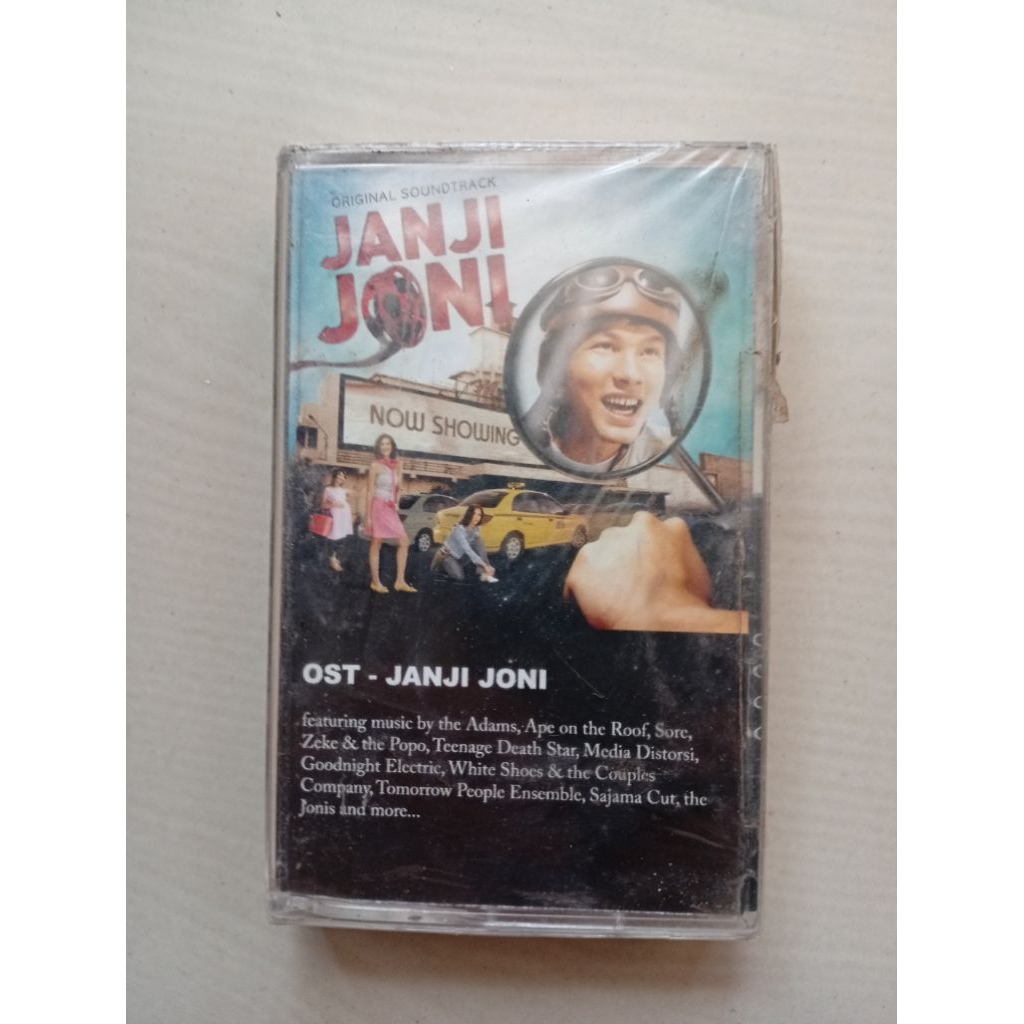 ORIGINAL SOUNDTRACK
JANJI
JONI
NOW SHOWING
OST - JANJI JONI
featuring music by the Adams, Ape on the Roof, Sore,
Zeke & the Popo, Teenage Death Star, Media Distorsi,
Goodnight Electric, White Shoes & the Couples
Company, Tomorrow People Ensemble, Sajama Cut, the
Jonis and more...